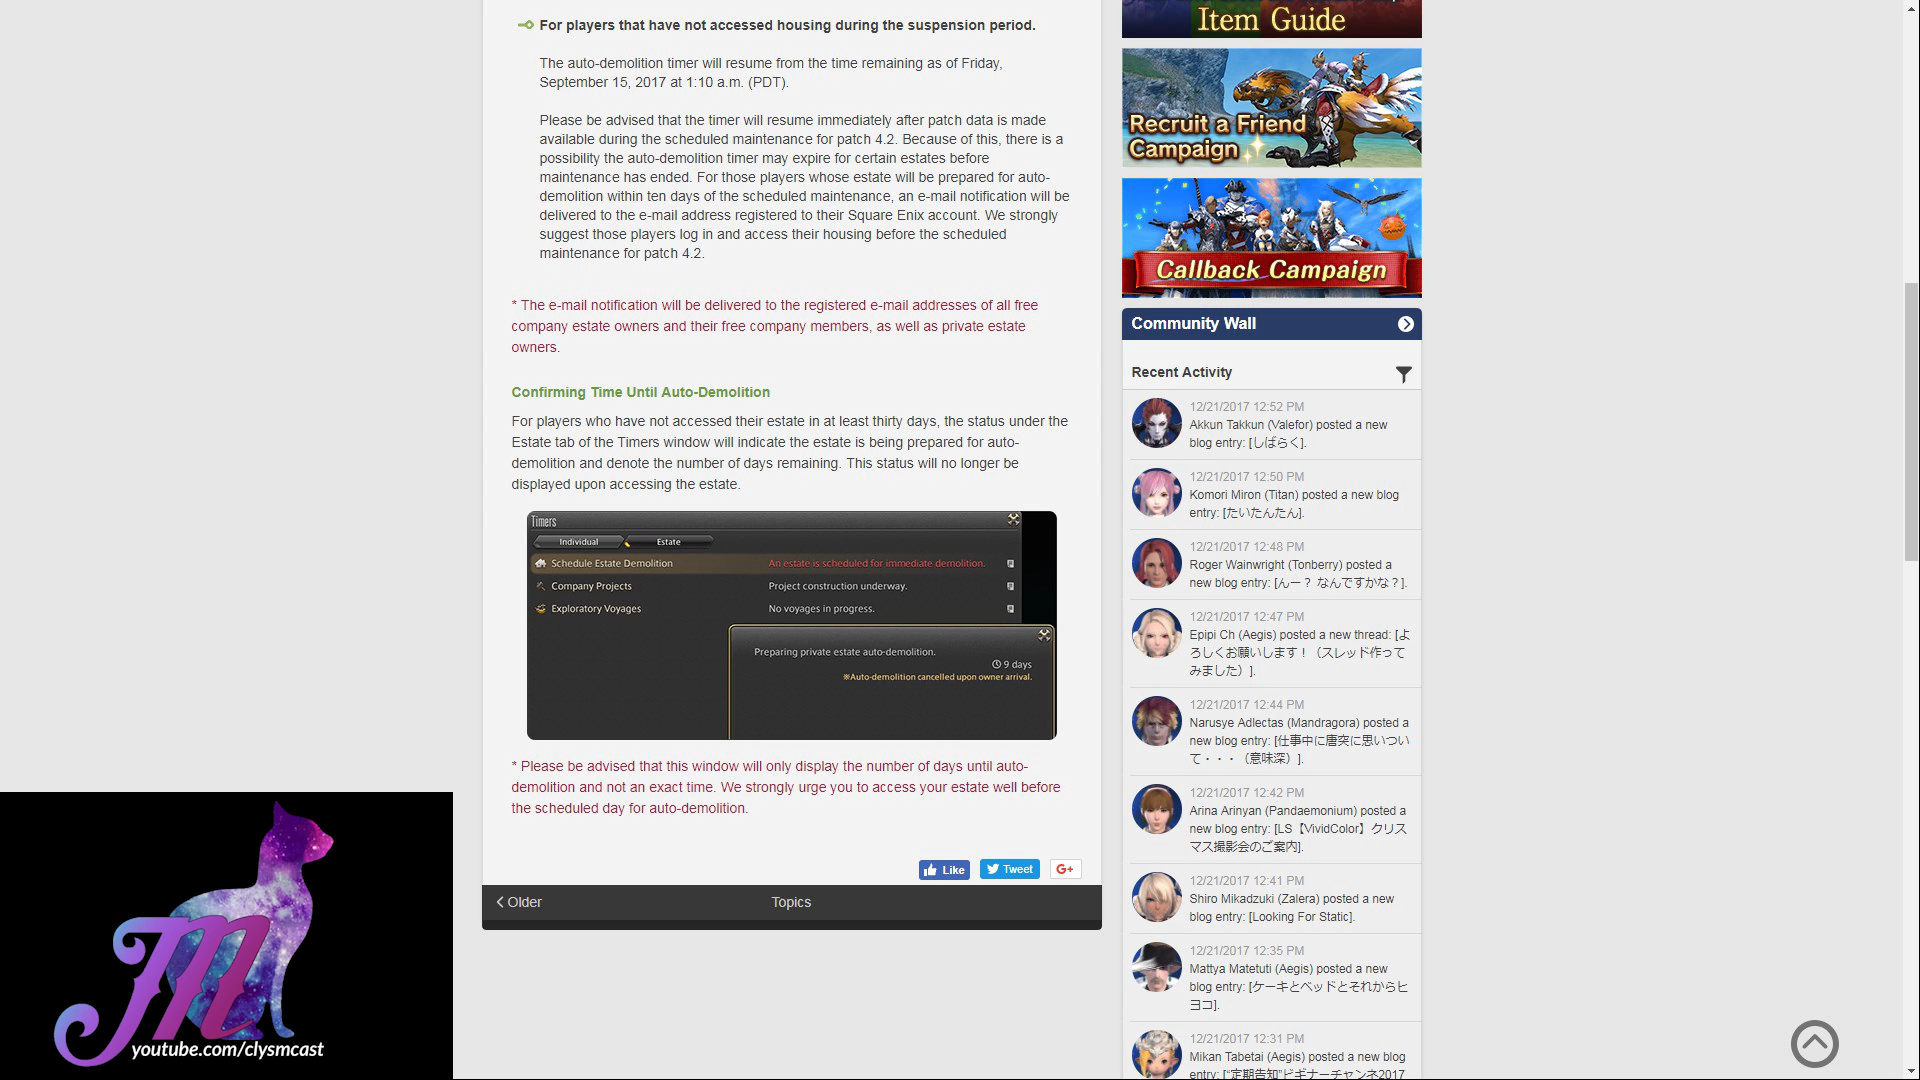 For players that have not accessed housing during the suspension period.
The auto-demolition timer will resume from the time remaining as of Friday,
September 15, 2017 at 1:10 a.m. (PDT).
Please be advised that the timer will resume immediately after patch data is made
available during the scheduled maintenance for patch 4.2. Because of this, there is a
possibility the auto-demolition timer may expire for certain estates before
maintenance has ended. For those players whose estate will be prepared for auto-
demolition within ten days of the scheduled maintenance, an e-mail notification will be
delivered to the e-mail address registered to their Square Enix account. We strongly
suggest those players log in and access their housing before the scheduled
maintenance for patch 4.2.
* The e-mail notification will be delivered to the registered e-mail addresses of all free
company estate owners and their free company members, as well as private estate
owners.
Confirming Time Until Auto-Demolition
For players who have not accessed their estate in at least thirty days, the status under the
Estate tab of the Timers window will indicate the estate is being prepared for auto-
demolition and denote the number of days remaining. This status will no longer be
displayed upon accessing the estate.
Timers
Individual
Estate
Schedule Estate Demolition
An estate is scheduled for immediate demolition.
Company Projects
Project construction underway.
Exploratory Voyages
No voyages in progress.
Preparing private estate auto-demolition.
9 days
※Auto-demolition cancelled upon owner arrival.
* Please be advised that this window will only display the number of days until auto-
demolition and not an exact time. We strongly urge you to access your estate well before
the scheduled day for auto-demolition.
Like
Tweet
G+
Older
Topics
Item Guide
Recruit a Friend
Campaign
Callback Campaign
Community Wall
Recent Activity
12/21/2017 12:52 PM
Akkun Takkun (Valefor) posted a new
blog entry: [しばらく].
12/21/2017 12:50 PM
Komori Miron (Titan) posted a new blog
entry: [たいたんたん].
12/21/2017 12:48 PM
Roger Wainwright (Tonberry) posted a
new blog entry: [んー？ なんですかな？].
12/21/2017 12:47 PM
Epipi Ch (Aegis) posted a new thread: [よ
ろしくお願いします！（スレッド作って
みました）].
12/21/2017 12:44 PM
Narusye Adlectas (Mandragora) posted a
new blog entry: [仕事中に唐突に思いつい
て・・・（意味深）].
12/21/2017 12:42 PM
Arina Arinyan (Pandaemonium) posted a
new blog entry: [LS【VividColor】クリス
マス撮影会のご案内].
12/21/2017 12:41 PM
Shiro Mikadzuki (Zalera) posted a new
blog entry: [Looking For Static].
12/21/2017 12:35 PM
Mattya Matetuti (Aegis) posted a new
blog entry: [ケーキとベッドとそれからヒ
ヨコ].
12/21/2017 12:31 PM
Mikan Tabetai (Aegis) posted a new blog
entry: ["定期告知"ビギナーチャンネ2017
JM
youtube.com/clysmcast